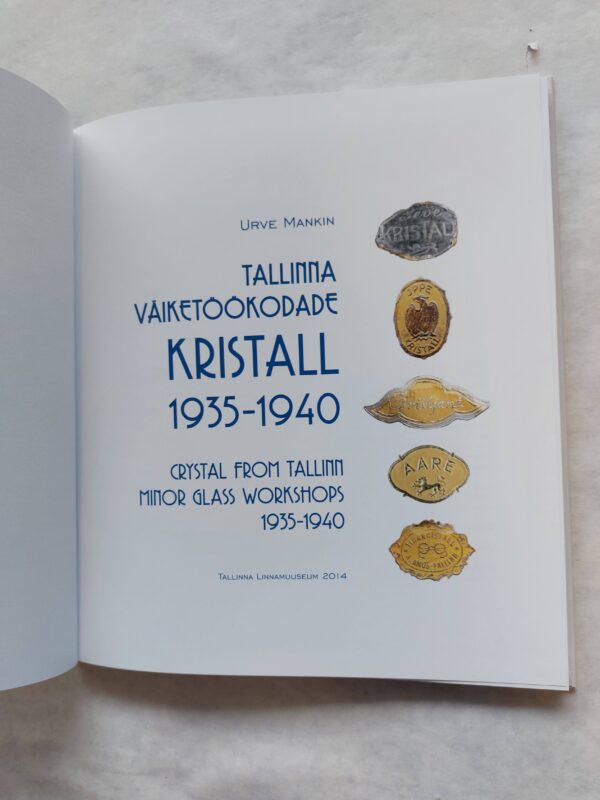 URVE MANKIN
TALLINNA
VÄIKETÖÖKODADE
KRISTALL
1935-1940
CRYSTAL FROM TALLINN
MINOR GLASS WORKSHOPS
1935-1940
TALLINNA LINNAMUUSEUM 2014
KRISTALL
KRISTALL
AARE